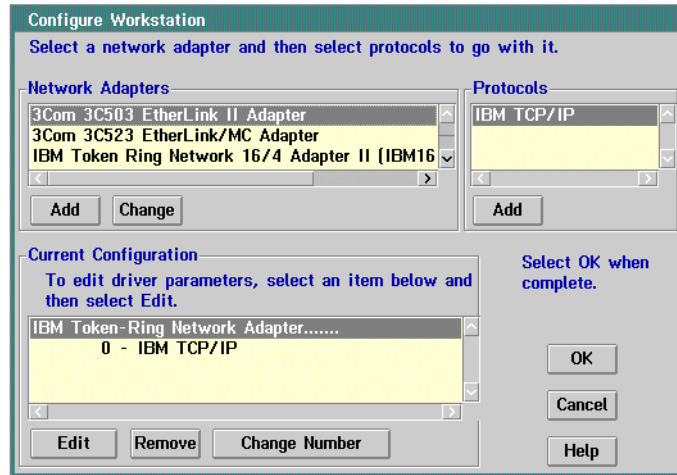 Configure Workstation
Select a network adapter and then select protocols to go with it.
Network Adapters
3Com 3C503 EtherLink II Adapter
3Com 3C523 EtherLink/MC Adapter
IBM Token Ring Network 16/4 Adapter II (IBM16
Add
Change
Protocols
IBM TCP/IP
Add
Current Configuration
To edit driver parameters, select an item below and
then select Edit.
IBM Token-Ring Network Adapter.......
0 - IBM TCP/IP
Edit
Remove
Change Number
Select OK when
complete.
OK
Cancel
Help